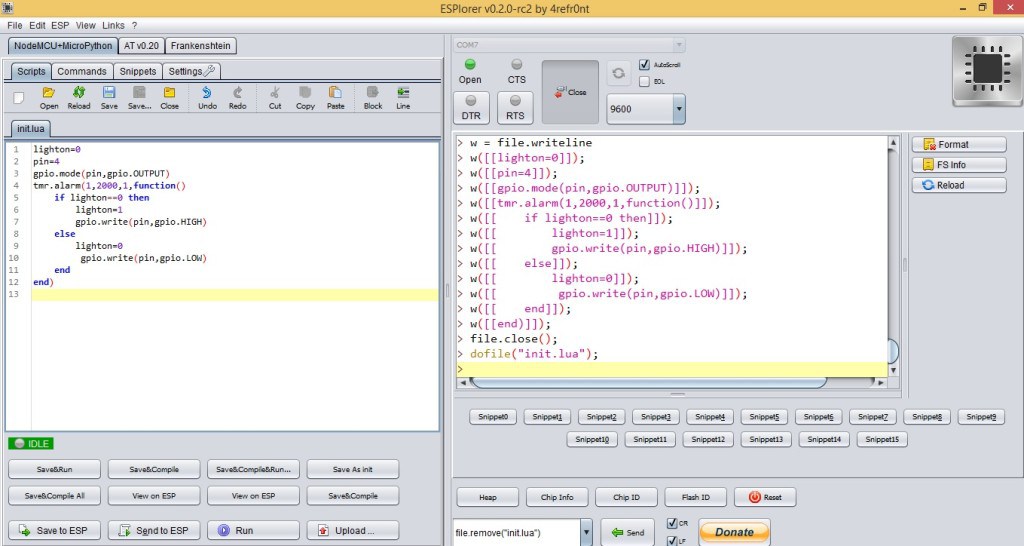 ESPlorer v0.2.0-rc2 by 4refr0nt
File Edit ESP View Links ?
NodeMCU+MicroPython AT v0.20 Frankenshtein
Scripts Commands Snippets Settings
Open Reload Save Save... Close Undo Redo Cut Copy Paste Block Line
init.lua
1 lighton=0
2 pin=4
3 gpio.mode(pin,gpio.OUTPUT)
4 tmr.alarm(1,2000,1,function()
5 if lighton==0 then
6 lighton=1
7 gpio.write(pin,gpio.HIGH)
8 else
9 lighton=0
10 gpio.write(pin,gpio.LOW)
11 end
12 end)
13
IDLE
Save&Run Save&Compile Save&Compile&Run... Save As init
Save&Compile All View on ESP View on ESP Save&Compile
Save to ESP Send to ESP Run Upload ...
COM7
Open CTS Close AutoScroll
EOL
DTR RTS 9600
> w = file.writeline
> w([[lighton=0]]);
> w([[pin=4]]);
> w([[gpio.mode(pin,gpio.OUTPUT)]]);
> w([[tmr.alarm(1,2000,1,function()]]);
> w([[    if lighton==0 then]]);
> w([[        lighton=1]]);
> w([[        gpio.write(pin,gpio.HIGH)]]);
> w([[    else]]);
> w([[        lighton=0]]);
> w([[         gpio.write(pin,gpio.LOW)]]);
> w([[    end]]);
> w([[end)]]);
> file.close();
> dofile("init.lua");
>
Format
FS Info
Reload
Snippet0 Snippet1 Snippet2 Snippet3 Snippet4 Snippet5 Snippet6 Snippet7 Snippet8 Snippet9
Snippet10 Snippet11 Snippet12 Snippet13 Snippet14 Snippet15
Heap Chip Info Chip ID Flash ID Reset
file.remove("init.lua") Send CR Donate
LF